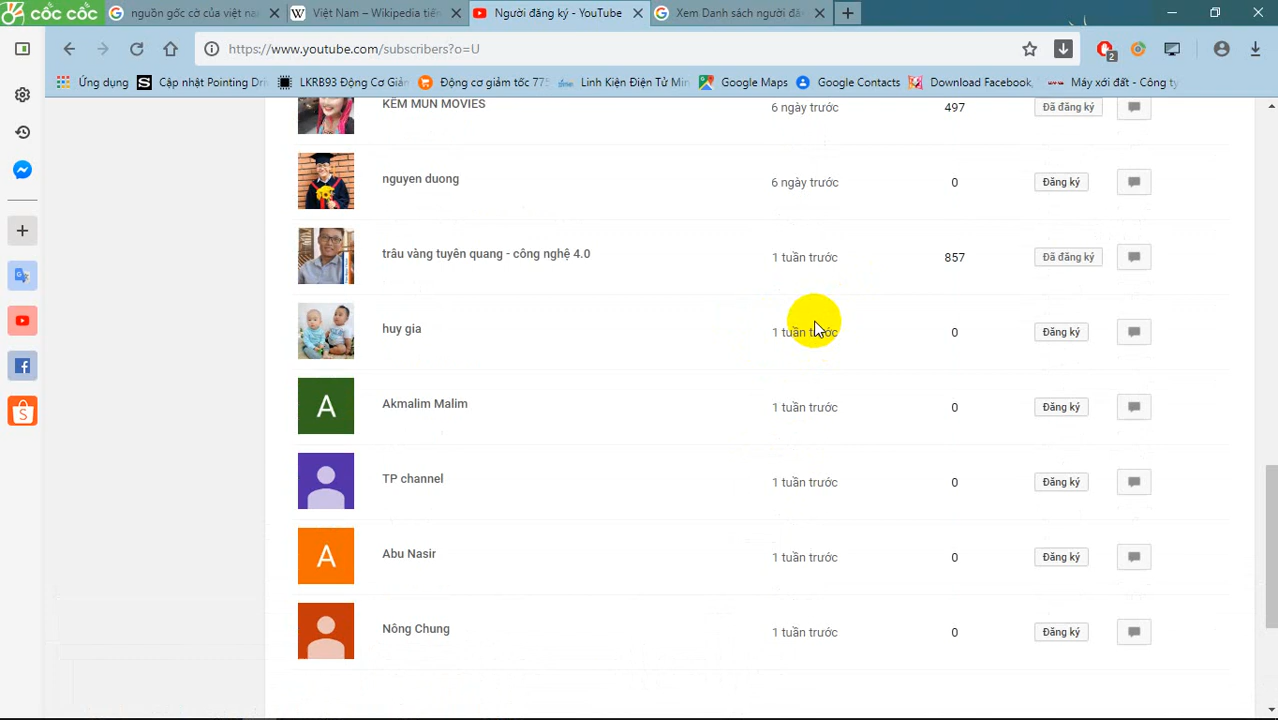 cốc cốc
nguồn gốc cờ của việt na
Việt Nam – Wikipedia tiến
Người đăng ký - YouTube
Xem Danh sách người đă
https://www.youtube.com/subscribers?o=U
2
Ứng dụng
Cập nhật Pointing Dri
LKRB93 Động Cơ Giản
Động cơ giảm tốc 775
Linh Kiện Điện Tử Min
Google Maps
Google Contacts
Download Facebook,
Máy xới đất - Công ty
KẼM MUN MOVIES 6 ngày trước 497 Đã đăng ký
nguyen duong 6 ngày trước 0 Đăng ký
trâu vàng tuyên quang - công nghệ 4.0 1 tuần trước 857 Đã đăng ký
huy gia 1 tuần trước 0 Đăng ký
A Akmalim Malim 1 tuần trước 0 Đăng ký
TP channel 1 tuần trước 0 Đăng ký
A Abu Nasir 1 tuần trước 0 Đăng ký
Nông Chung 1 tuần trước 0 Đăng ký